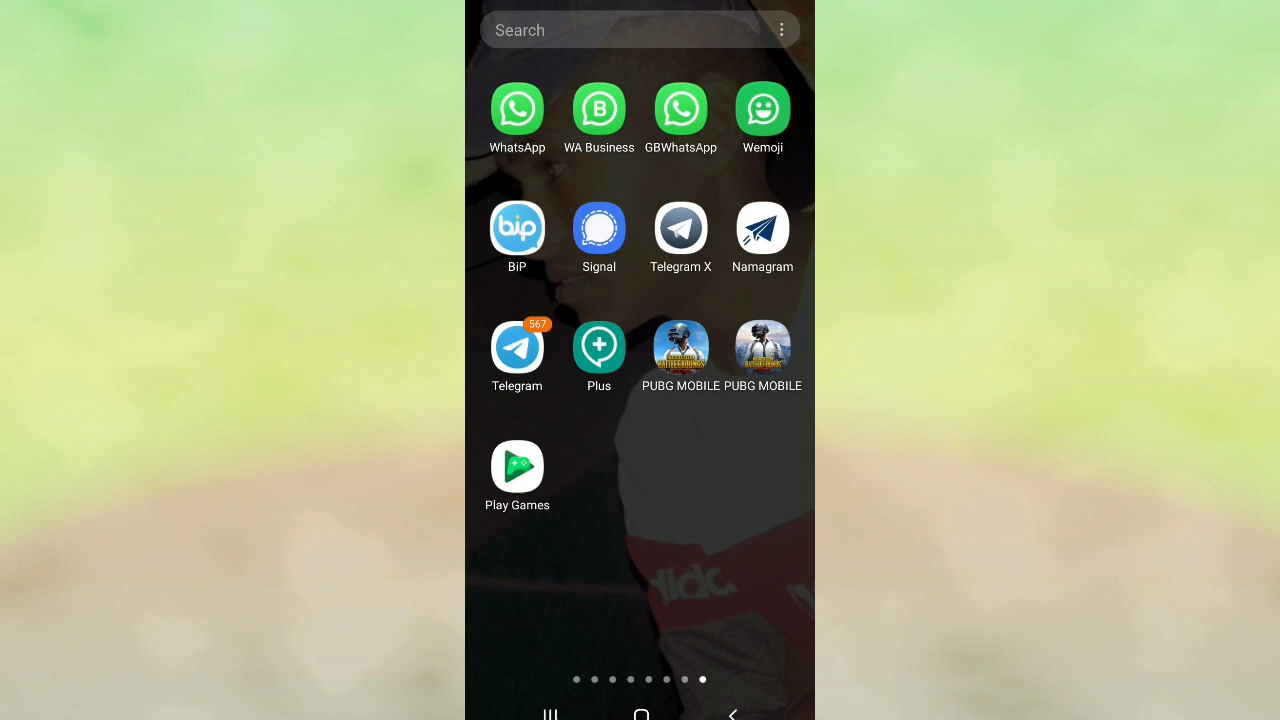 Search
WhatsApp WA Business GBWhatsApp Wemoji
bip
BiP Signal Telegram X Namagram
567
Telegram Plus PUBG MOBILE PUBG MOBILE
Play Games